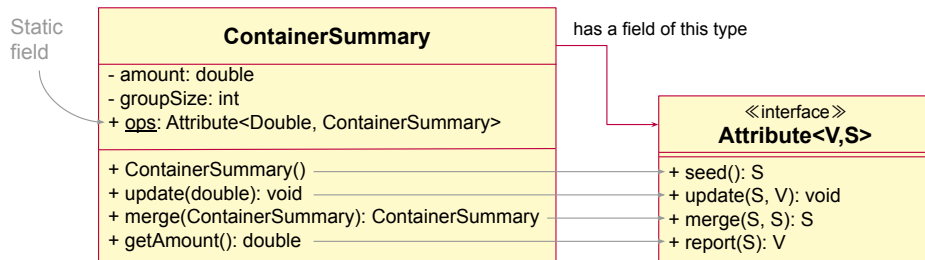 Static
field
ContainerSummary
- amount: double
- groupSize: int
+ ops: Attribute<Double, ContainerSummary>
+ ContainerSummary()
+ update(double): void
+ merge(ContainerSummary): ContainerSummary
+ getAmount(): double
has a field of this type
≪interface≫
Attribute<V,S>
+ seed(): S
+ update(S, V): void
+ merge(S, S): S
+ report(S): V